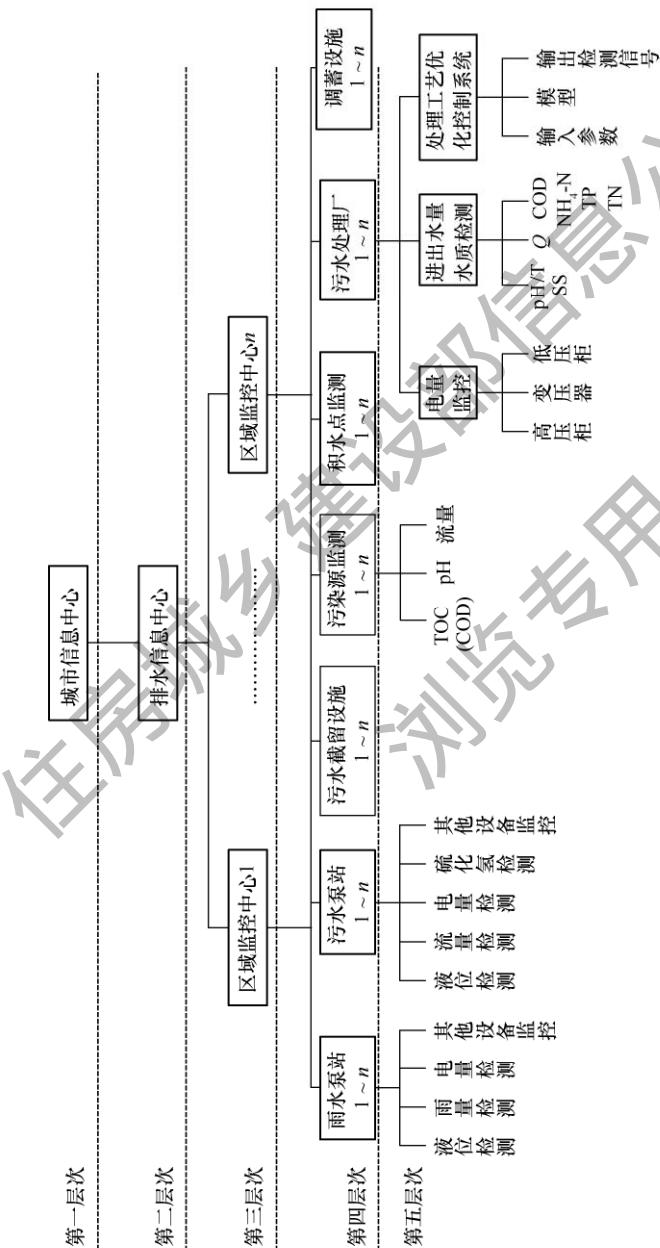 第一层次
城市信息中心
第二层次
排水信息中心
第三层次
区域监控中心1
…………………
区域监控中心n
第四层次
雨水泵站
1~n
污水泵站
1~n
污水截留设施
1~n
污染源监测
1~n
积水点监测
1~n
污水处理厂
1~n
调蓄设施
1~n
第五层次
液位检测
雨量检测
电量检测
其他设备监控
液位检测
流量检测
电量检测
硫化氢检测
其他设备监控
TOC
(COD)
pH
流量
电量
监控
高压柜
变压器
低压柜
进出水量
水质检测
pH/T
SS
Q
COD
NH₄-N
TP
TN
处理工艺优
化控制系统
输入参数
模型
输出检测信号
住房城乡建设部信息公
浏览专用